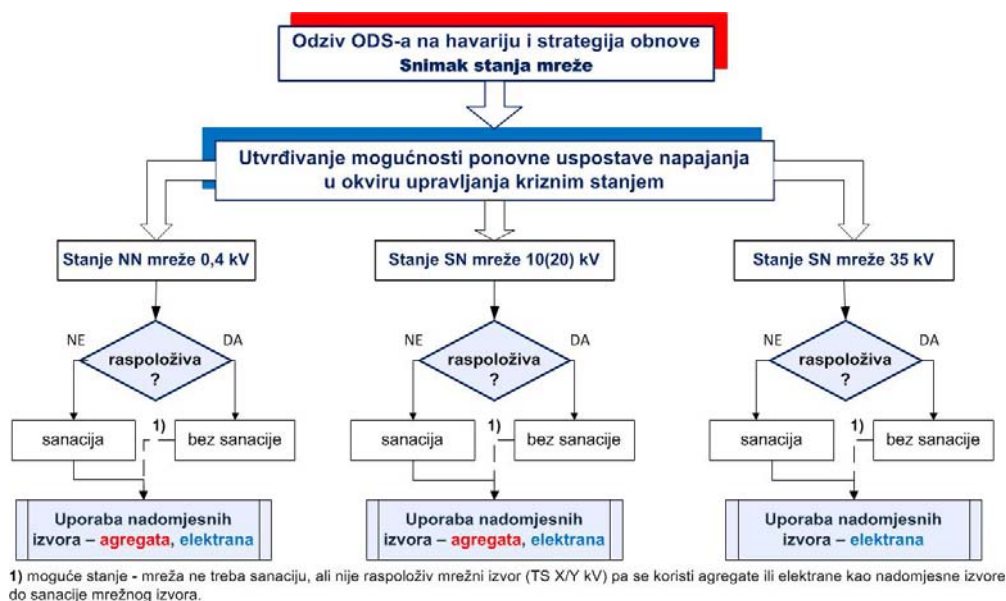 Odziv ODS-a na havariju i strategija obnove
Snimak stanja mreže
Utvrđivanje mogućnosti ponovne uspostave napajanja
u okviru upravljanja kriznim stanjem
Stanje NN mreže 0,4 kV
Stanje SN mreže 10(20) kV
Stanje SN mreže 35 kV
NE
raspoloživa
?
DA
NE
raspoloživa
?
DA
NE
raspoloživa
?
DA
sanacija
1)
bez sanacije
sanacija
1)
bez sanacije
sanacija
1)
bez sanacije
Uporaba nadomjesnih
izvora – agregata, elektrana
Uporaba nadomjesnih
izvora – agregata, elektrana
Uporaba nadomjesnih
izvora – elektrana
1) moguće stanje - mreža ne treba sanaciju, ali nije raspoloživ mrežni izvor (TS X/Y kV) pa se koristi agregate ili elektrane kao nadomjesne izvore
do sanacije mrežnog izvora.